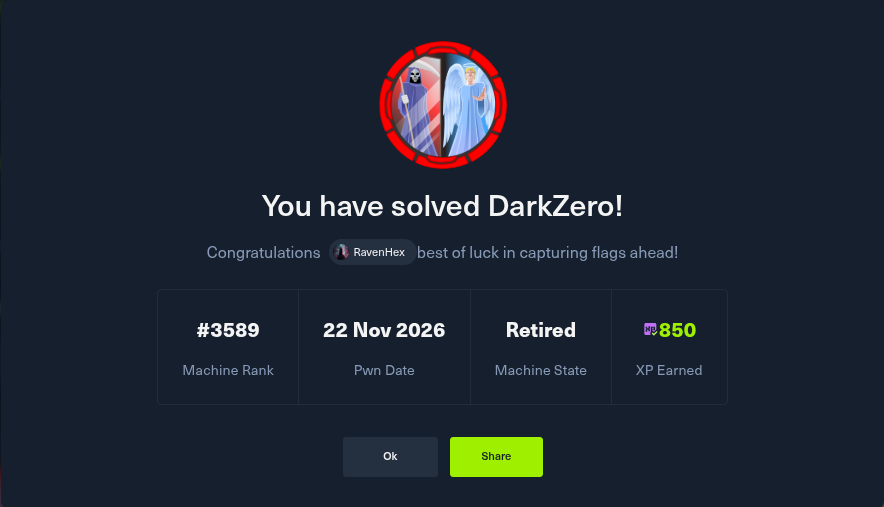 You have solved DarkZero!
Congratulations RavenHex best of luck in capturing flags ahead!
#3589 22 Nov 2026 Retired 850
Machine Rank Pwn Date Machine State XP Earned
Ok Share